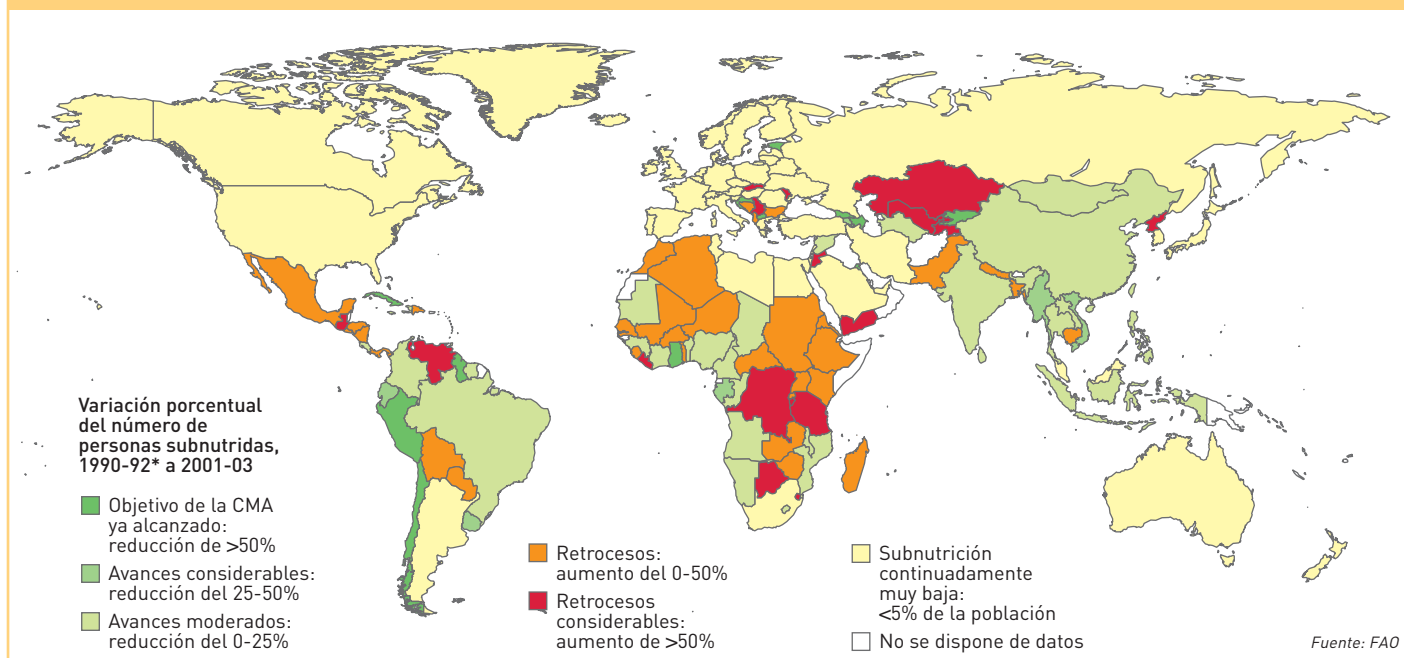 Variación porcentual
del número de
personas subnutridas,
1990-92* a 2001-03
Objetivo de la CMA
ya alcanzado:
reducción de >50%
Avances considerables:
reducción del 25-50%
Avances moderados:
reducción del 0-25%
Retrocesos:
aumento del 0-50%
Retrocesos
considerables:
aumento de >50%
Subnutrición
continuadamente
muy baja:
<5% de la población
No se dispone de datos
Fuente: FAO